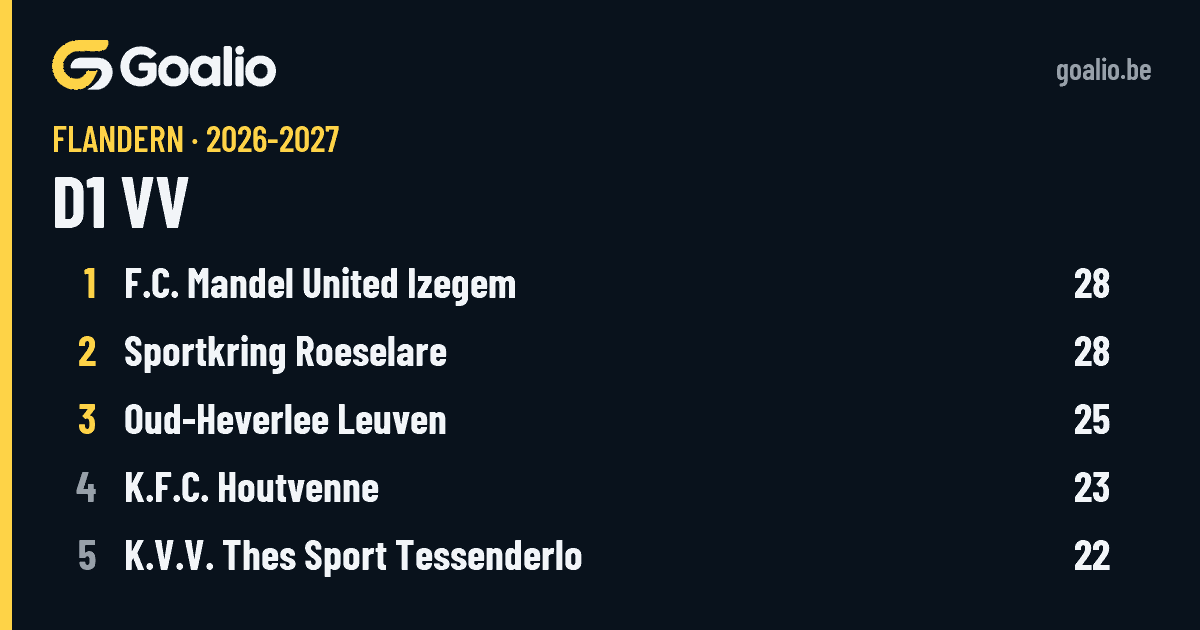 Goalio
goalio.be
FLANDERN · 2026-2027
D1 VV
1 F.C. Mandel United Izegem 28
2 Sportkring Roeselare 28
3 Oud-Heverlee Leuven 25
4 K.F.C. Houtvenne 23
5 K.V.V. Thes Sport Tessenderlo 22